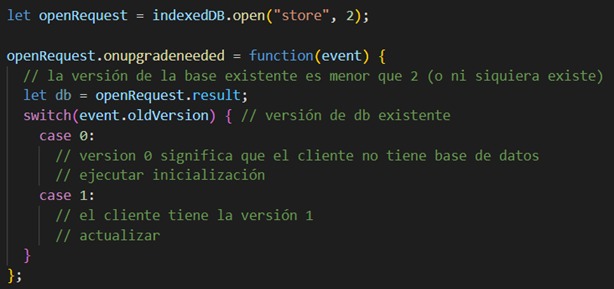 let openRequest = indexedDB.open("store", 2);

openRequest.onupgradeneeded = function(event) {
  // la versión de la base existente es menor que 2 (o ni siquiera existe)
  let db = openRequest.result;
  switch(event.oldVersion) { // versión de db existente
    case 0:
      // version 0 significa que el cliente no tiene base de datos
      // ejecutar inicialización
    case 1:
      // el cliente tiene la versión 1
      // actualizar
  }
};